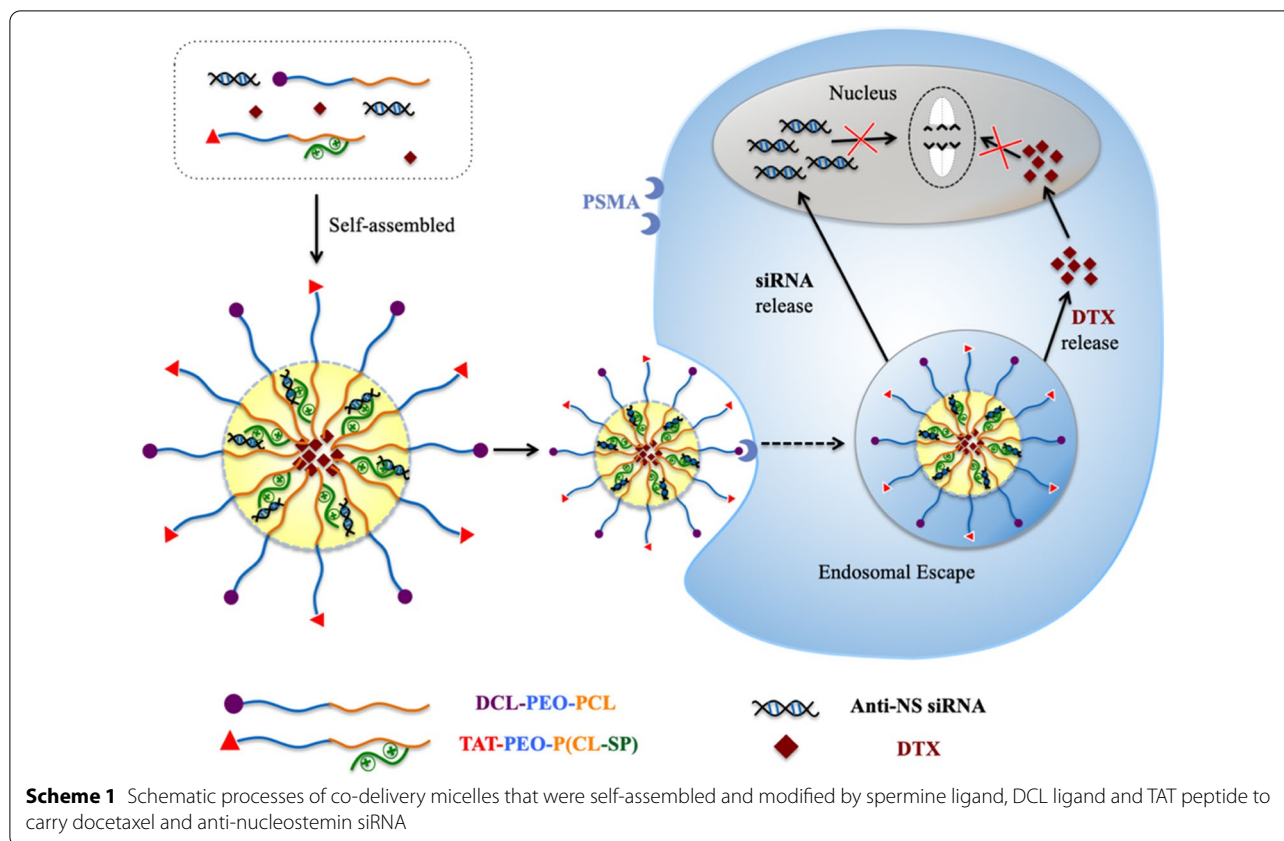 Nucleus
PSMA
Self-assembled
siRNA
release
DTX
release
Endosomal Escape
DCL-PEO-PCL
Anti-NS siRNA
TAT-PEO-P(CL-SP)
DTX
Scheme 1 Schematic processes of co-delivery micelles that were self-assembled and modified by spermine ligand, DCL ligand and TAT peptide to
carry docetaxel and anti-nucleostemin siRNA